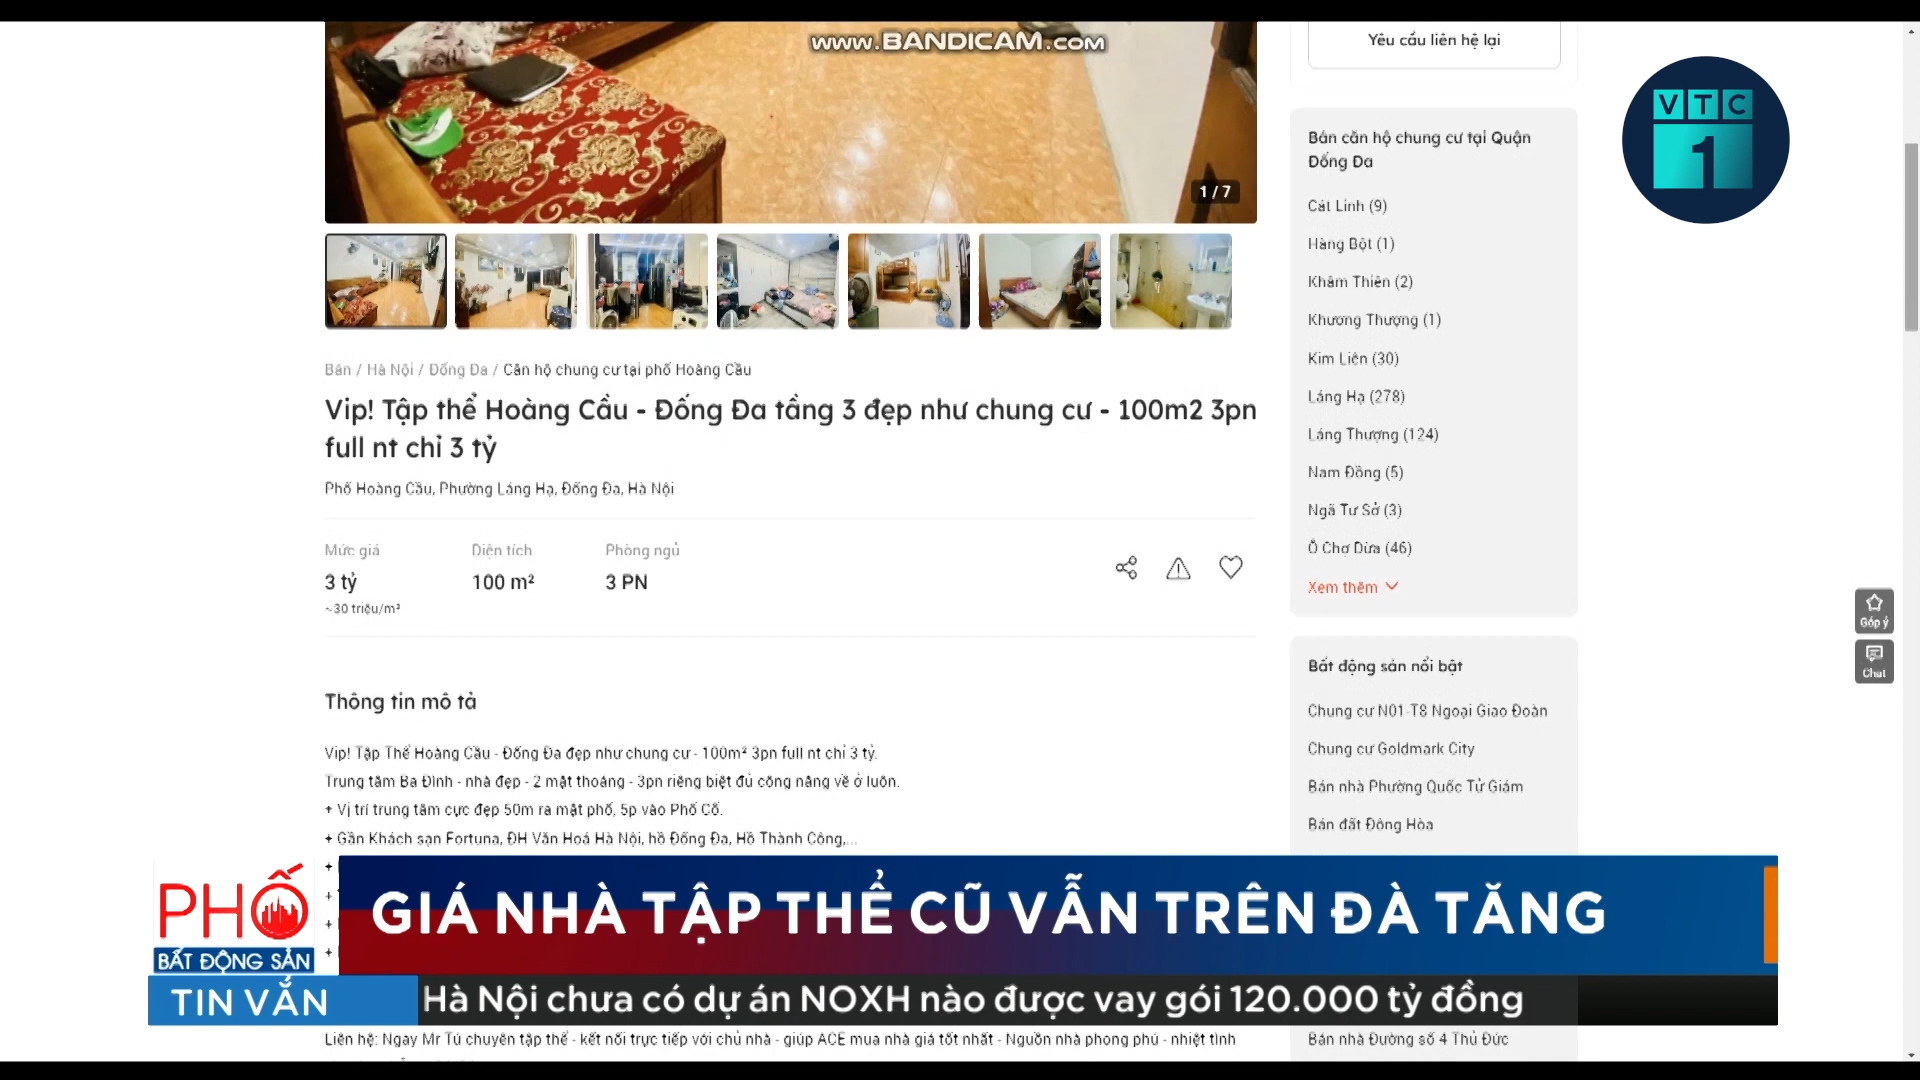 www.BANDICAM.com
Yêu cầu liên hệ lại
VTC
1
1 / 7
Bán căn hộ chung cư tại Quận
Đống Đa
Cát Linh (9)
Hàng Bột (1)
Khâm Thiên (2)
Khương Thượng (1)
Kim Liên (30)
Láng Hạ (278)
Láng Thượng (124)
Nam Đồng (5)
Ngã Tư Sở (3)
Ô Chợ Dừa (46)
Xem thêm
Bán / Hà Nội / Đống Đa / Căn hộ chung cư tại phố Hoàng Cầu
Vip! Tập thể Hoàng Cầu - Đống Đa tầng 3 đẹp như chung cư - 100m2 3pn
full nt chỉ 3 tỷ
Phố Hoàng Cầu, Phường Láng Hạ, Đống Đa, Hà Nội
Mức giá
Diện tích
Phòng ngủ
3 tỷ
100 m²
3 PN
~30 triệu/m²
Góp ý
Chat
Thông tin mô tả
Vip! Tập Thể Hoàng Cầu - Đống Đa đẹp như chung cư - 100m² 3pn full nt chỉ 3 tỷ.
Trung tâm Ba Đình - nhà đẹp - 2 mặt thoáng - 3pn riêng biệt đủ công năng về ở luôn.
+ Vị trí trung tâm cực đẹp 50m ra mặt phố, 5p vào Phố Cổ.
+ Gần Khách sạn Fortuna, ĐH Văn Hoá Hà Nội, hồ Đống Đa, Hồ Thành Công,...
Bất động sản nổi bật
Chung cư N01-T8 Ngoại Giao Đoàn
Chung cư Goldmark City
Bán nhà Phường Quốc Tử Giám
Bán đất Đông Hòa
PHỐ
BẤT ĐỘNG SẢN
GIÁ NHÀ TẬP THỂ CŨ VẪN TRÊN ĐÀ TĂNG
TIN VẮN
Hà Nội chưa có dự án NOXH nào được vay gói 120.000 tỷ đồng
Liên hệ: Ngay Mr Tú chuyên tập thể - kết nối trực tiếp với chủ nhà - giúp ACE mua nhà giá tốt nhất - Nguồn nhà phong phú - nhiệt tình
Bán nhà Đường số 4 Thủ Đức